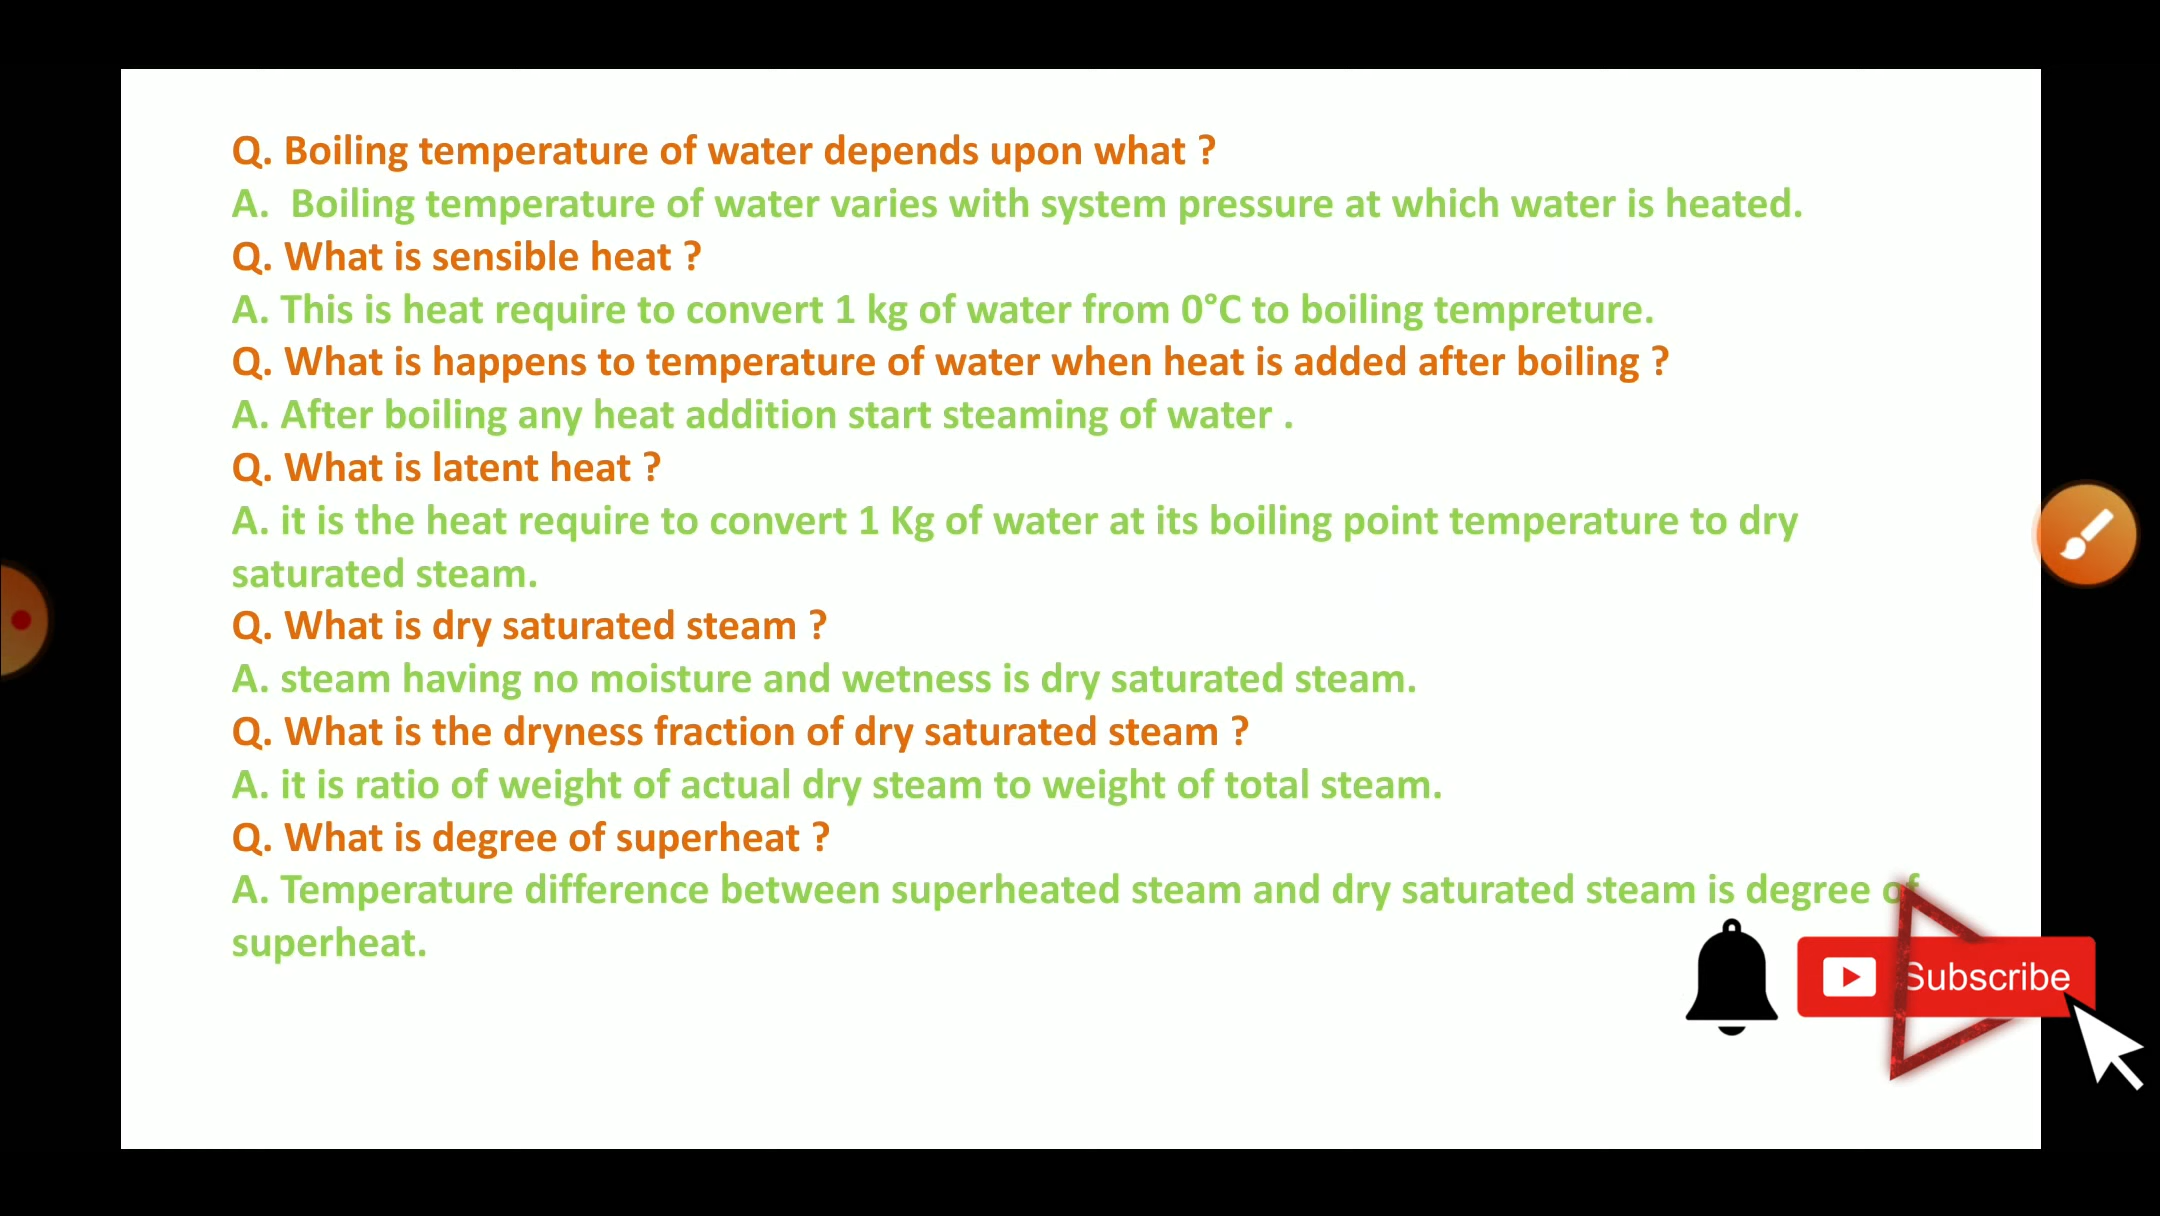 Q. Boiling temperature of water depends upon what ?
A.  Boiling temperature of water varies with system pressure at which water is heated.
Q. What is sensible heat ?
A. This is heat require to convert 1 kg of water from 0°C to boiling tempreture.
Q. What is happens to temperature of water when heat is added after boiling ?
A. After boiling any heat addition start steaming of water .
Q. What is latent heat ?
A. it is the heat require to convert 1 Kg of water at its boiling point temperature to dry
saturated steam.
Q. What is dry saturated steam ?
A. steam having no moisture and wetness is dry saturated steam.
Q. What is the dryness fraction of dry saturated steam ?
A. it is ratio of weight of actual dry steam to weight of total steam.
Q. What is degree of superheat ?
A. Temperature difference between superheated steam and dry saturated steam is degree of
superheat.
Subscribe